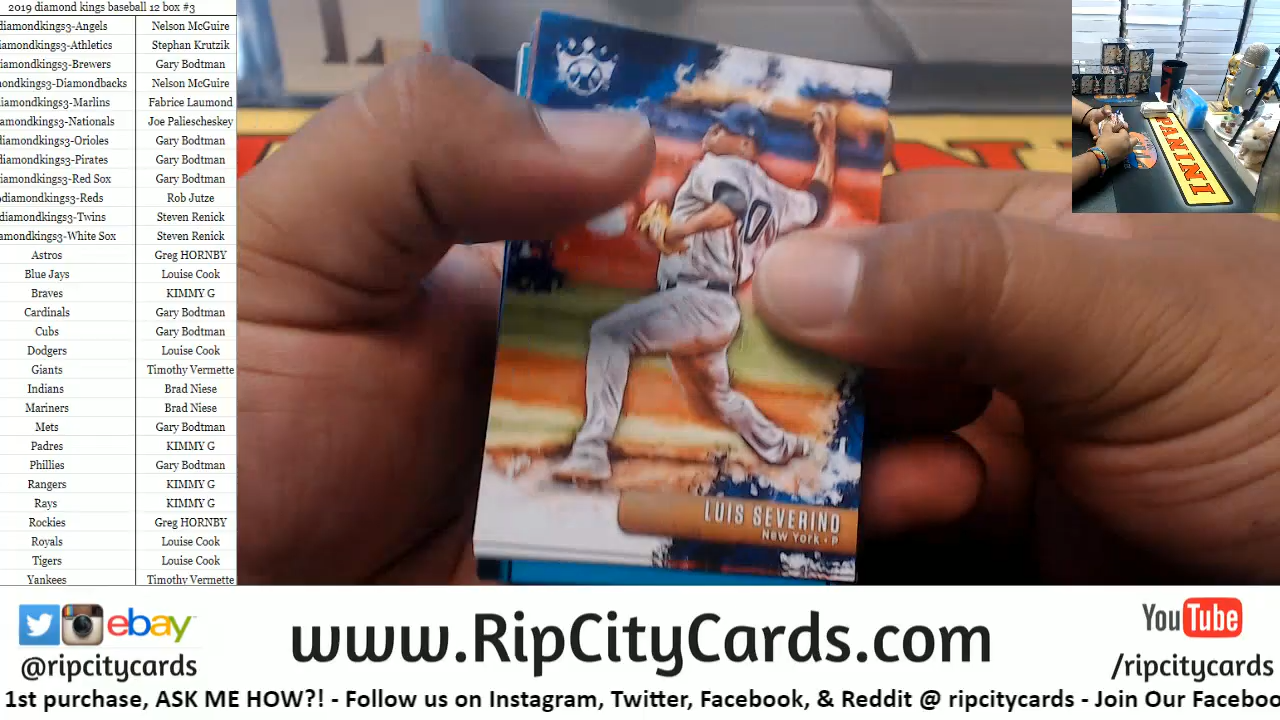 2019 diamond kings baseball 12 box #3
diamondkings3-Angels Nelson McGuire
diamondkings3-Athletics Stephan Krutzik
diamondkings3-Brewers Gary Bodtman
mondkings3-Diamondbacks Nelson McGuire
diamondkings3-Marlins Fabrice Laumond
diamondkings3-Nationals Joe Paliescheskey
diamondkings3-Orioles Gary Bodtman
diamondkings3-Pirates Gary Bodtman
diamondkings3-Red Sox Gary Bodtman
diamondkings3-Reds Rob Jutze
diamondkings3-Twins Steven Renick
amondkings3-White Sox Steven Renick
Astros Greg HORNBY
Blue Jays Louise Cook
Braves KIMMY G
Cardinals Gary Bodtman
Cubs Gary Bodtman
Dodgers Louise Cook
Giants Timothy Vermette
Indians Brad Niese
Mariners Brad Niese
Mets Gary Bodtman
Padres KIMMY G
Phillies Gary Bodtman
Rangers KIMMY G
Rays KIMMY G
Rockies Greg HORNBY
Royals Louise Cook
Tigers Louise Cook
Yankees Timothy Vermette
LUIS SEVERINO
New York • P
PANINI
ebay
@ripcitycards
www.RipCityCards.com
YouTube
/ripcitycards
1st purchase, ASK ME HOW?! - Follow us on Instagram, Twitter, Facebook, & Reddit @ ripcitycards - Join Our Faceboo